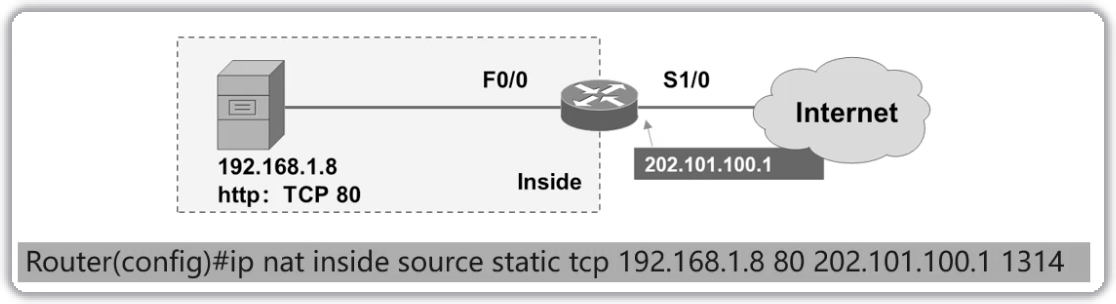 F0/0
S1/0
Internet
202.101.100.1
192.168.1.8
http：TCP 80
Inside
Router(config)#ip nat inside source static tcp 192.168.1.8 80 202.101.100.1 1314